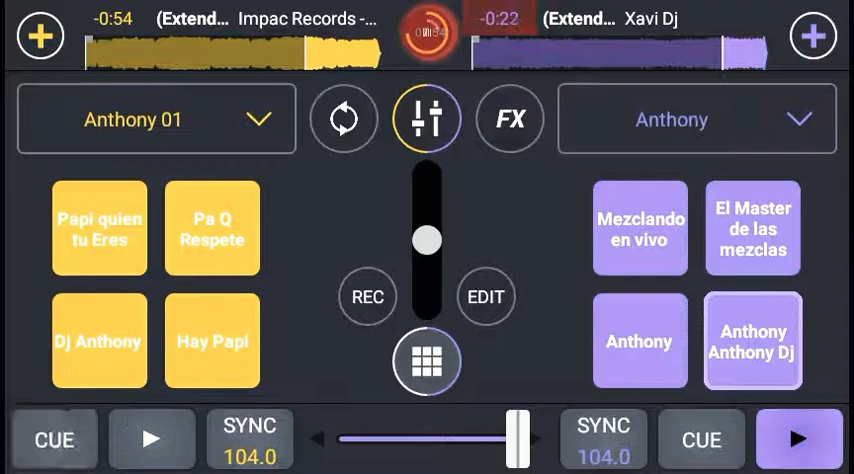 -0:54 (Extend... Impac Records -...
-0:22 (Extend... Xavi Dj
Anthony 01
FX
Anthony
Papi quien
tu Eres
Pa Q
Respete
Mezclando
en vivo
El Master
de las
mezclas
REC
EDIT
Dj Anthony
Hay Papi
Anthony
Anthony
Anthony Dj
CUE
SYNC
104.0
SYNC
104.0
CUE